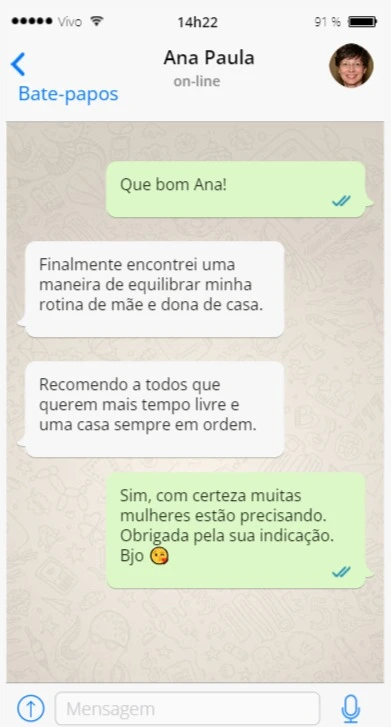 Vivo 14h22 91 %
Ana Paula
on-line
Bate-papos
Que bom Ana!
Finalmente encontrei uma
maneira de equilibrar minha
rotina de mãe e dona de casa.
Recomendo a todos que
querem mais tempo livre e
uma casa sempre em ordem.
Sim, com certeza muitas
mulheres estão precisando.
Obrigada pela sua indicação.
Bjo 😘
Mensagem